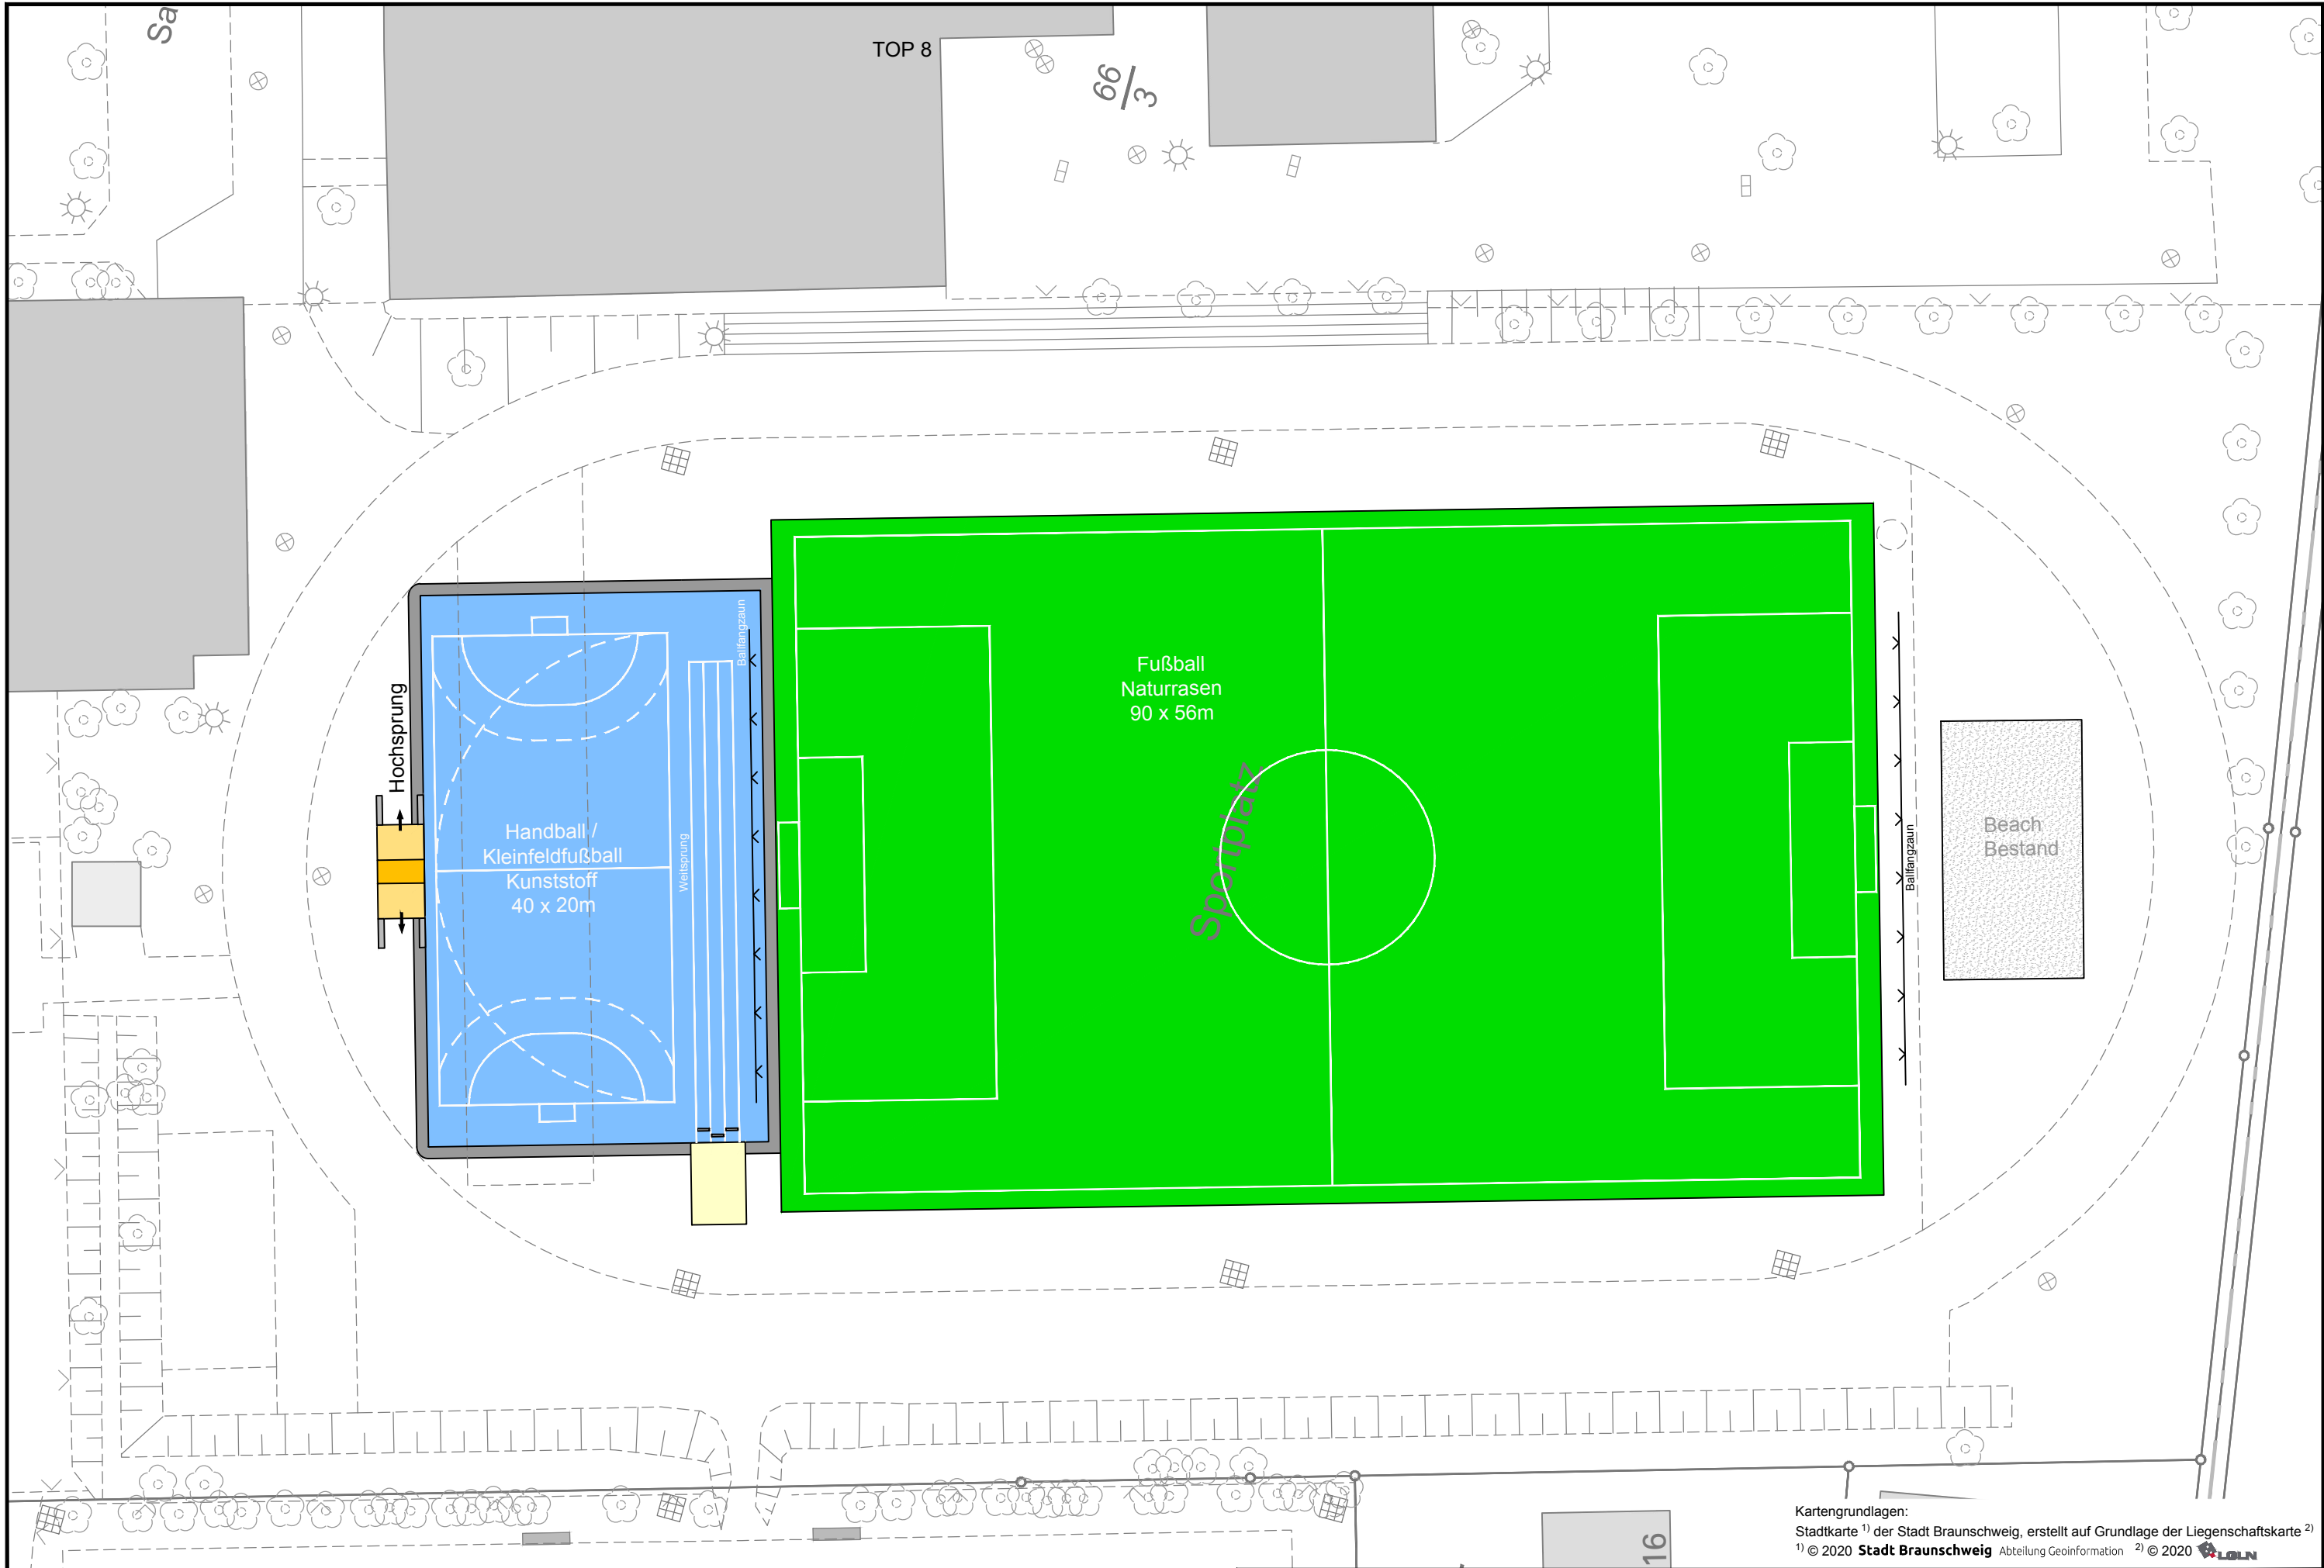 Sa
TOP 8
66/3
Hochsprung
Ballfangzaun
Weitsprung
Handball /
Kleinfeldfußball
Kunststoff
40 x 20m
Fußball
Naturrasen
90 x 56m
Sportplatz
Ballfangzaun
Beach
Bestand
16
Kartengrundlagen:
Stadtkarte 1) der Stadt Braunschweig, erstellt auf Grundlage der Liegenschaftskarte 2)
1) © 2020 Stadt Braunschweig Abteilung Geoinformation 2) © 2020 LGLN